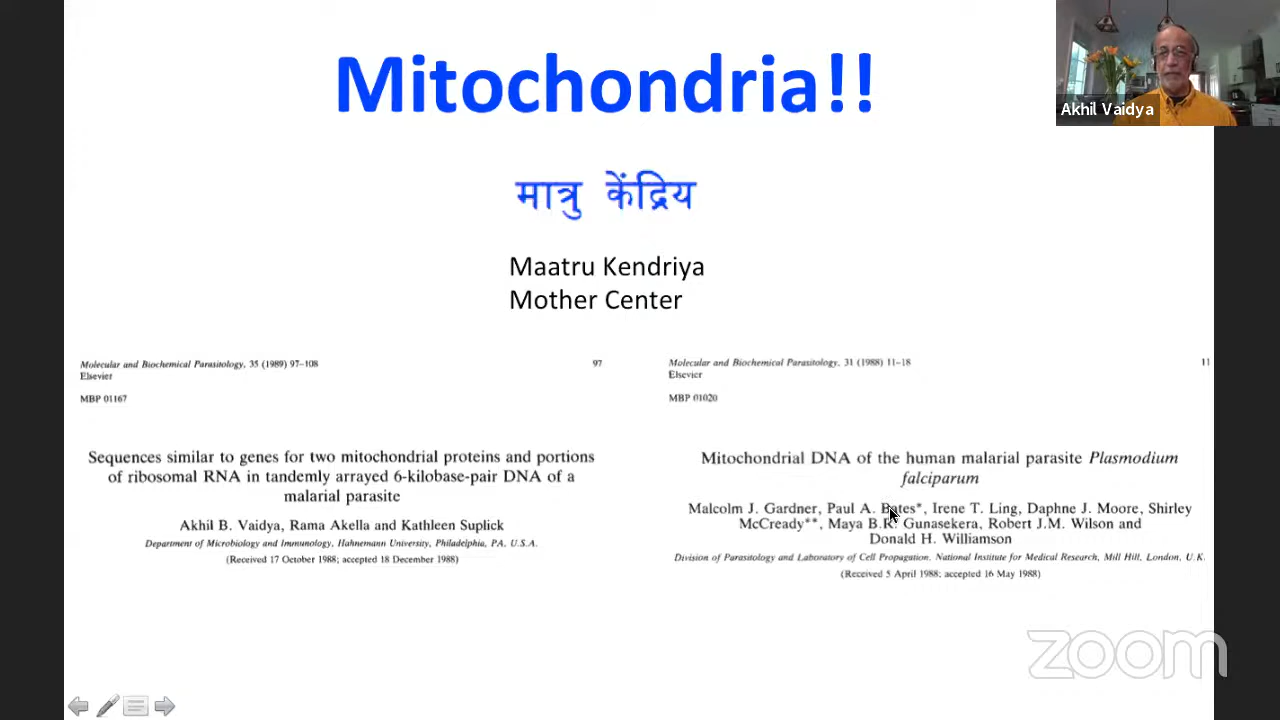 Mitochondria!!
Akhil Vaidya
मात्रु केंद्रिय
Maatru Kendriya
Mother Center
Molecular and Biochemical Parasitology, 35 (1989) 97–108
97
Elsevier
MBP 01167
Sequences similar to genes for two mitochondrial proteins and portions
of ribosomal RNA in tandemly arrayed 6-kilobase-pair DNA of a
malarial parasite
Akhil B. Vaidya, Rama Akella and Kathleen Suplick
Department of Microbiology and Immunology, Hahnemann University, Philadelphia, PA, U.S.A.
(Received 17 October 1988; accepted 18 December 1988)
Molecular and Biochemical Parasitology, 31 (1988) 11–18
11
Elsevier
MBP 01020
Mitochondrial DNA of the human malarial parasite Plasmodium
falciparum
Malcolm J. Gardner, Paul A. Bates*, Irene T. Ling, Daphne J. Moore, Shirley
McCready**, Maya B.R. Gunasekera, Robert J.M. Wilson and
Donald H. Williamson
Division of Parasitology and Laboratory of Cell Propagation, National Institute for Medical Research, Mill Hill, London, U.K.
(Received 5 April 1988; accepted 16 May 1988)
zoom